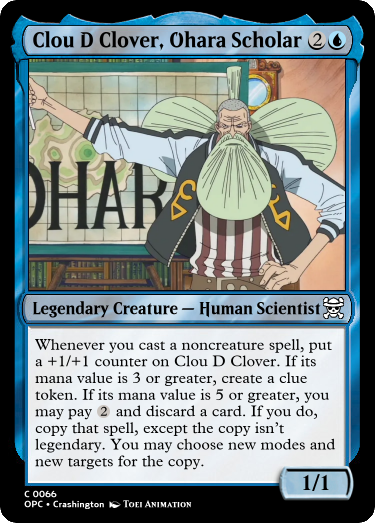 Clou D Clover, Ohara Scholar 2
OHAR
Legendary Creature — Human Scientist
Whenever you cast a noncreature spell, put
a +1/+1 counter on Clou D Clover. If its
mana value is 3 or greater, create a clue
token. If its mana value is 5 or greater, you
may pay 2 and discard a card. If you do,
copy that spell, except the copy isn't
legendary. You may choose new modes and
new targets for the copy.
1/1
C 0066
OPC • Crashington TOEI ANIMATION